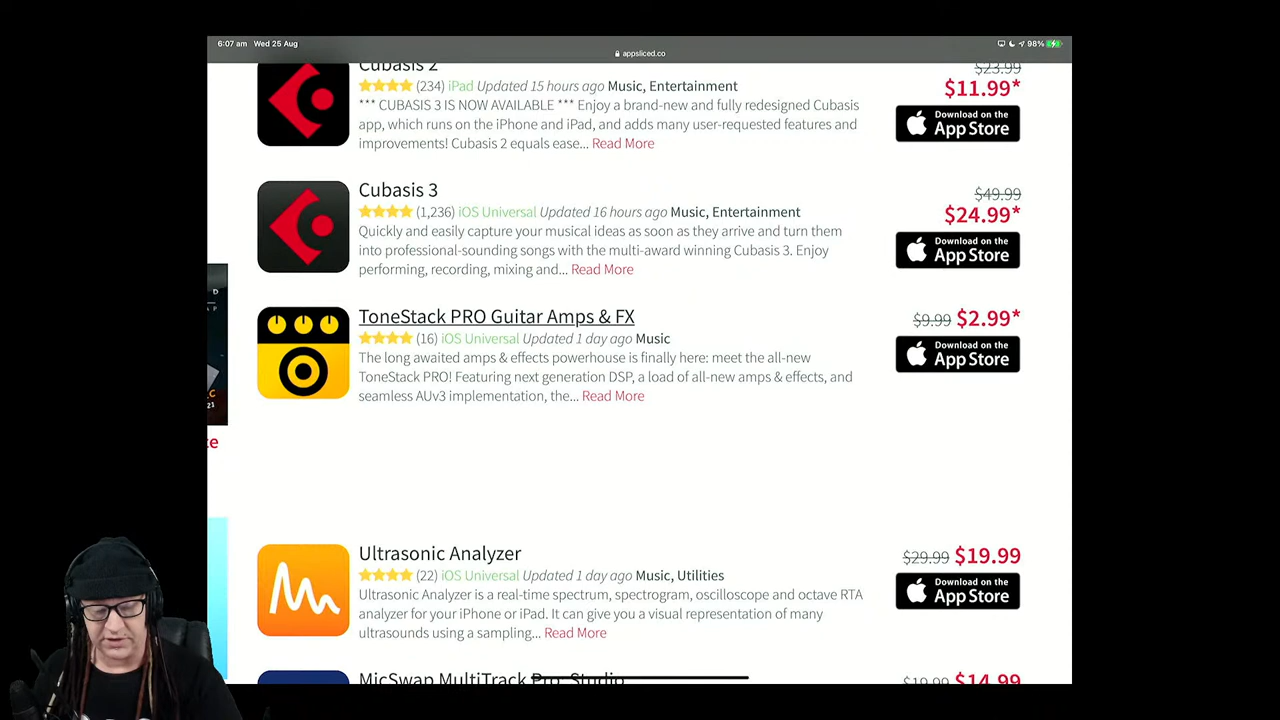 6:07 am Wed 25 Aug
98%
appsliced.co
Cubasis 2
$23.99
(234) iPad Updated 15 hours ago Music, Entertainment
$11.99*
*** CUBASIS 3 IS NOW AVAILABLE *** Enjoy a brand-new and fully redesigned Cubasis
app, which runs on the iPhone and iPad, and adds many user-requested features and
improvements! Cubasis 2 equals ease... Read More
Download on the
App Store
Cubasis 3
$49.99
(1,236) iOS Universal Updated 16 hours ago Music, Entertainment
$24.99*
Quickly and easily capture your musical ideas as soon as they arrive and turn them
into professional-sounding songs with the multi-award winning Cubasis 3. Enjoy
performing, recording, mixing and... Read More
Download on the
App Store
ToneStack PRO Guitar Amps & FX
$9.99 $2.99*
(16) iOS Universal Updated 1 day ago Music
The long awaited amps & effects powerhouse is finally here: meet the all-new
ToneStack PRO! Featuring next generation DSP, a load of all-new amps & effects, and
seamless AUv3 implementation, the... Read More
Download on the
App Store
Ultrasonic Analyzer
$29.99 $19.99
(22) iOS Universal Updated 1 day ago Music, Utilities
Ultrasonic Analyzer is a real-time spectrum, spectrogram, oscilloscope and octave RTA
analyzer for your iPhone or iPad. It can give you a visual representation of many
ultrasounds using a sampling... Read More
Download on the
App Store
MicSwap MultiTrack Pro: Studio
$19.99 $14.99